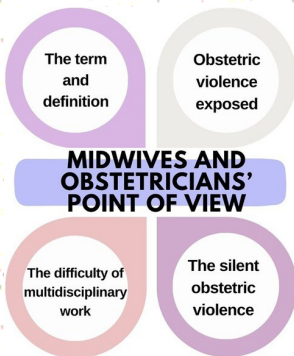 The term
and
definition
Obstetric
violence
exposed
MIDWIVES AND
OBSTETRICIANS'
POINT OF VIEW
The difficulty of
multidisciplinary
work
The silent
obstetric
violence